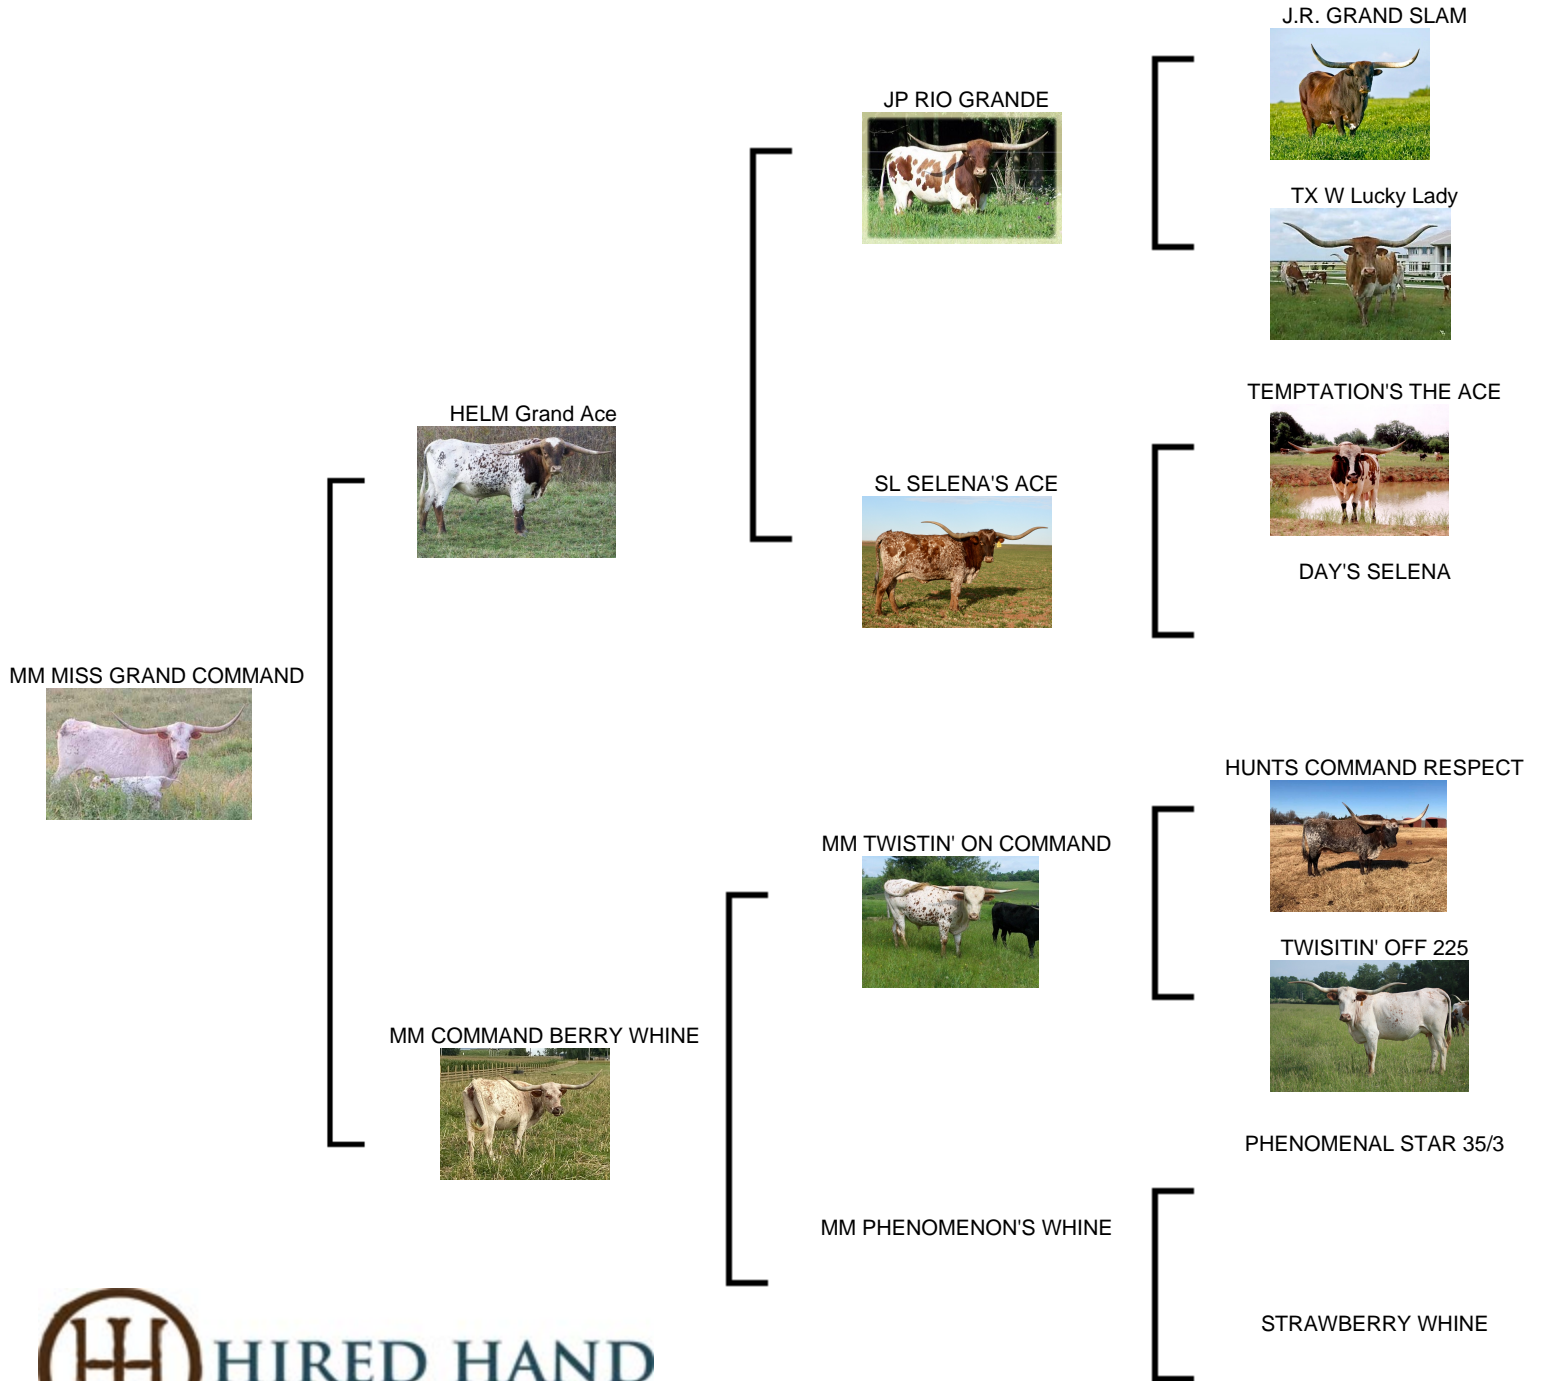 J.R. GRAND SLAM
JP RIO GRANDE
TX W Lucky Lady
TEMPTATION'S THE ACE
HELM Grand Ace
SL SELENA'S ACE
DAY'S SELENA
MM MISS GRAND COMMAND
HUNTS COMMAND RESPECT
MM TWISTIN' ON COMMAND
TWISITIN' OFF 225
MM COMMAND BERRY WHINE
PHENOMENAL STAR 35/3
MM PHENOMENON'S WHINE
STRAWBERRY WHINE
HIRED HAND